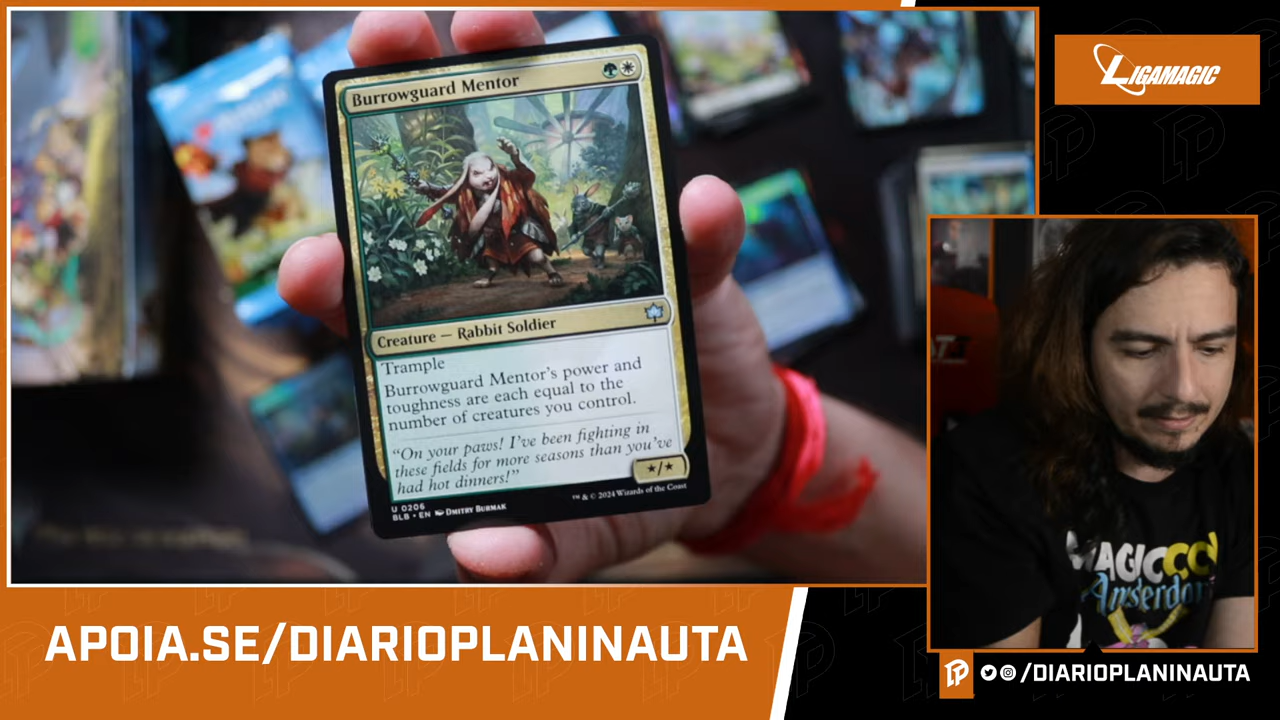 Burrowguard Mentor
Creature — Rabbit Soldier
Trample
Burrowguard Mentor's power and
toughness are each equal to the
number of creatures you control.
"On your paws! I've been fighting in
these fields for more seasons than you've
had hot dinners!"
★/★
U 0206
BLB • EN DMITRY BURMAK
™ & © 2024 Wizards of the Coast
LIGAMAGIC
MAGICCON
Amsterdam
APOIA.SE/DIARIOPLANINAUTA
/DIARIOPLANINAUTA